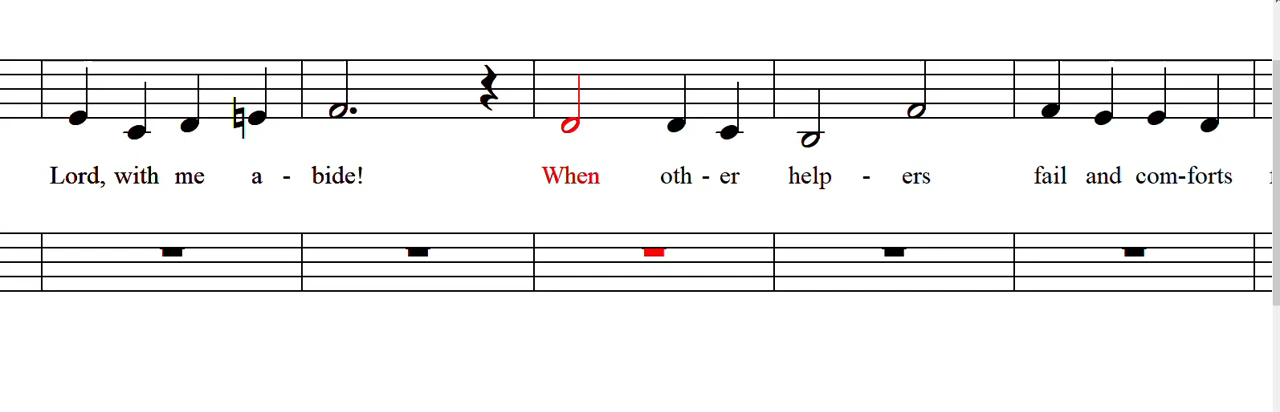 Lord, with me a - bide! When oth - er help - ers fail and com-forts